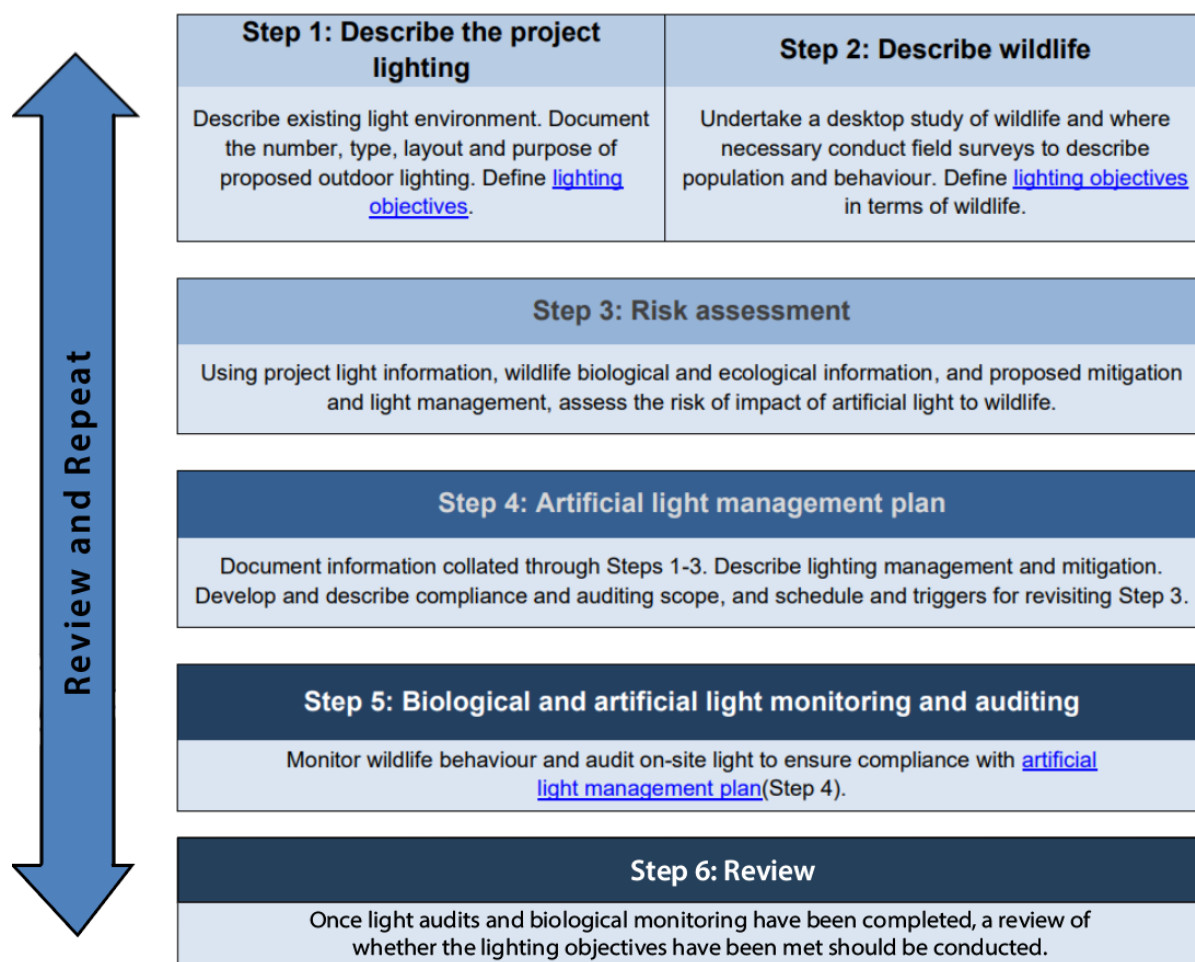 Review and Repeat
Step 1: Describe the project
lighting
Describe existing light environment. Document
the number, type, layout and purpose of
proposed outdoor lighting. Define lighting
objectives.
Step 2: Describe wildlife
Undertake a desktop study of wildlife and where
necessary conduct field surveys to describe
population and behaviour. Define lighting objectives
in terms of wildlife.
Step 3: Risk assessment
Using project light information, wildlife biological and ecological information, and proposed mitigation
and light management, assess the risk of impact of artificial light to wildlife.
Step 4: Artificial light management plan
Document information collated through Steps 1-3. Describe lighting management and mitigation.
Develop and describe compliance and auditing scope, and schedule and triggers for revisiting Step 3.
Step 5: Biological and artificial light monitoring and auditing
Monitor wildlife behaviour and audit on-site light to ensure compliance with artificial
light management plan(Step 4).
Step 6: Review
Once light audits and biological monitoring have been completed, a review of
whether the lighting objectives have been met should be conducted.